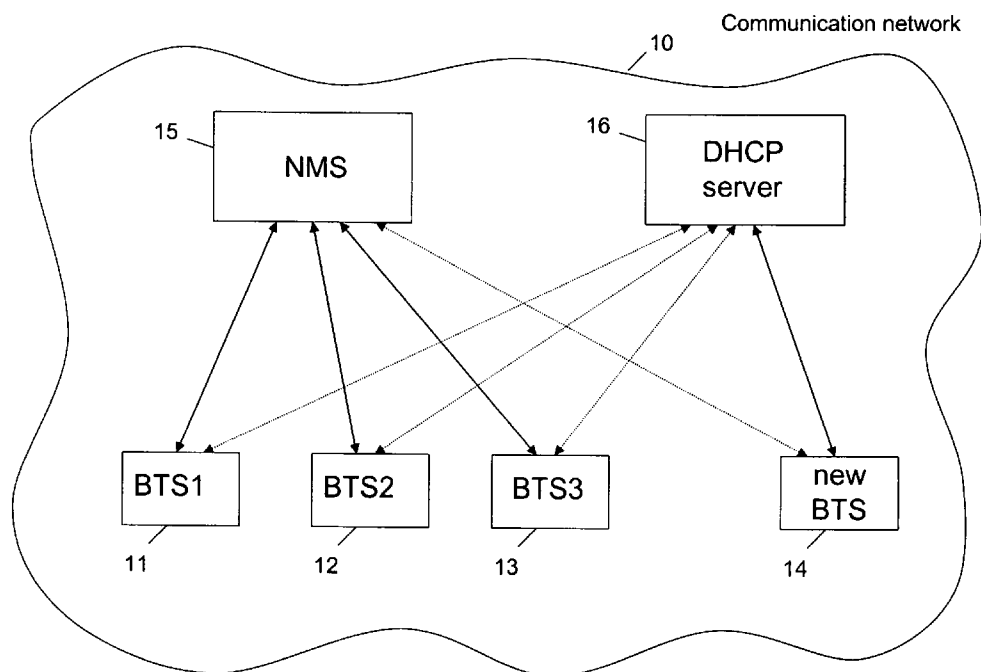 Communication network
10
15
16
NMS
DHCP
server
BTS1
BTS2
BTS3
new
BTS
11
12
13
14